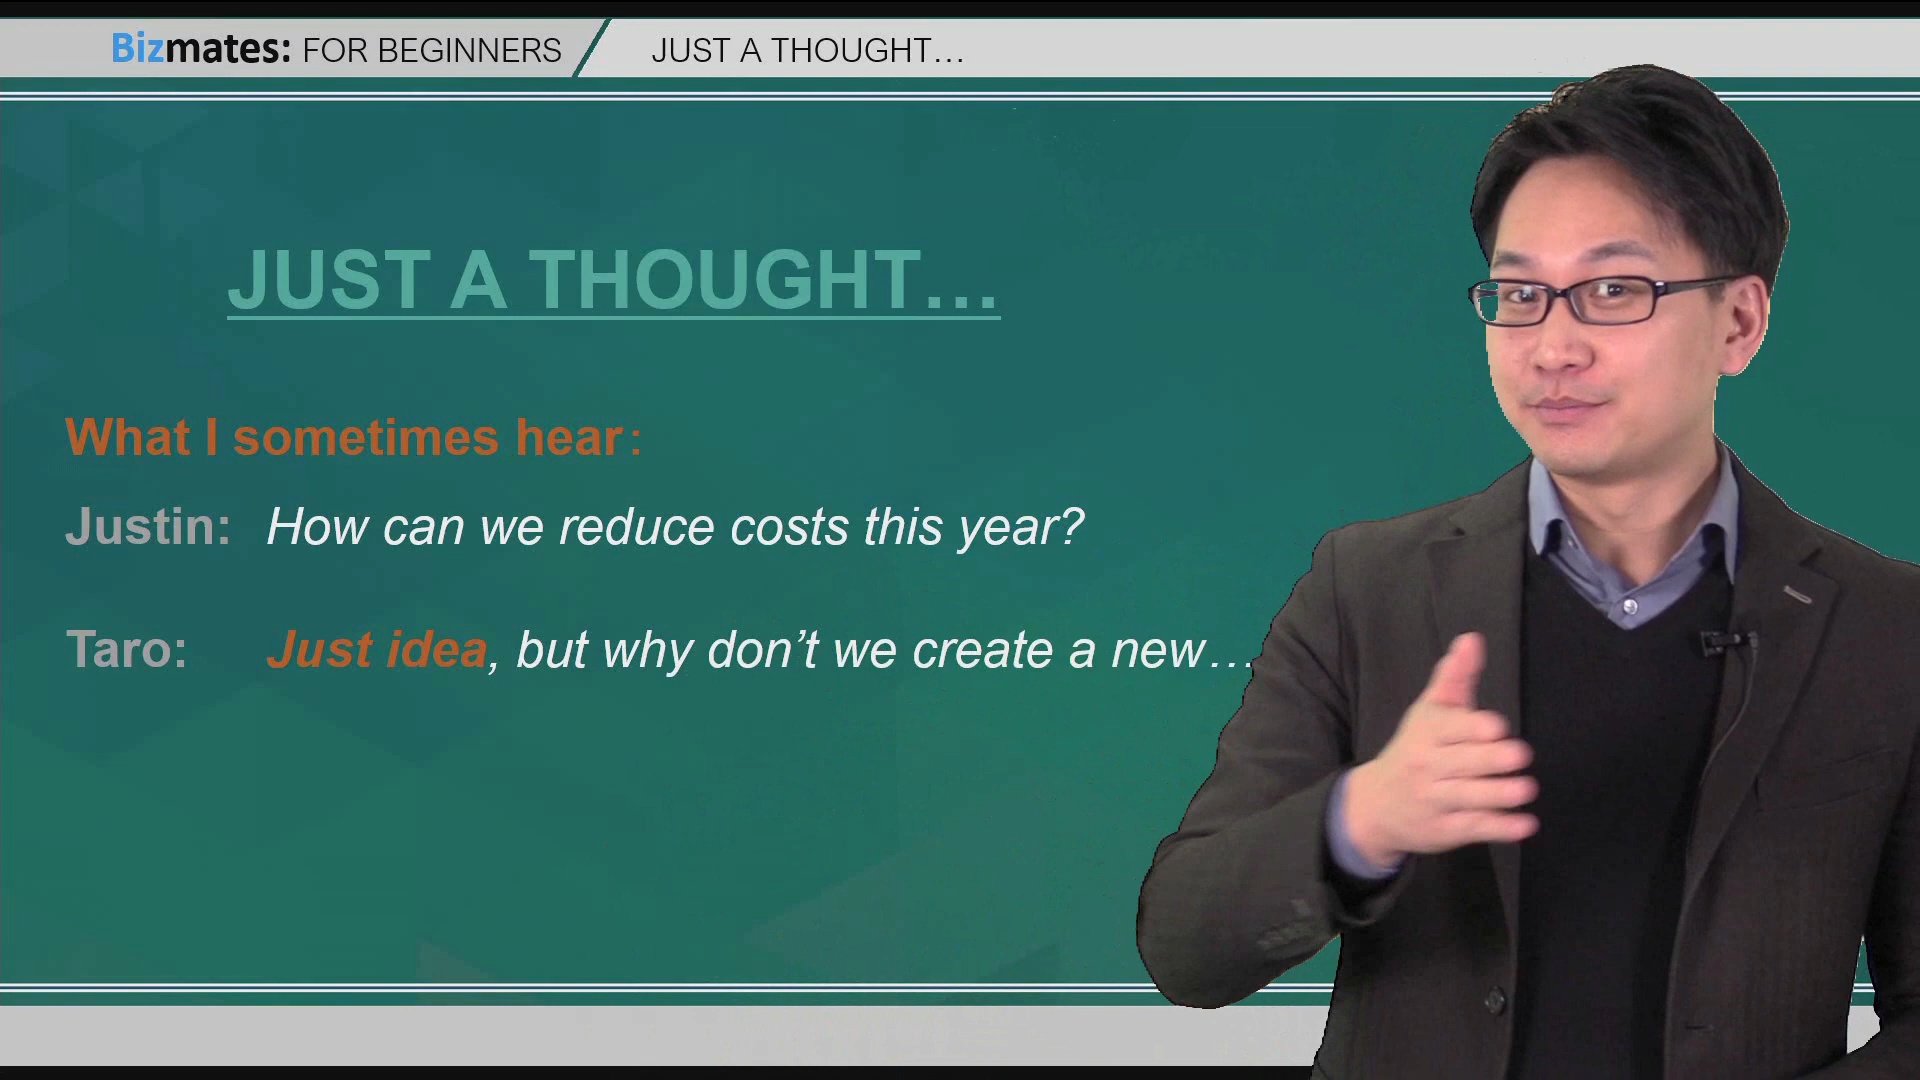 Bizmates: FOR BEGINNERS JUST A THOUGHT...
JUST A THOUGHT...
What I sometimes hear:
Justin: How can we reduce costs this year?
Taro: Just idea, but why don’t we create a new...